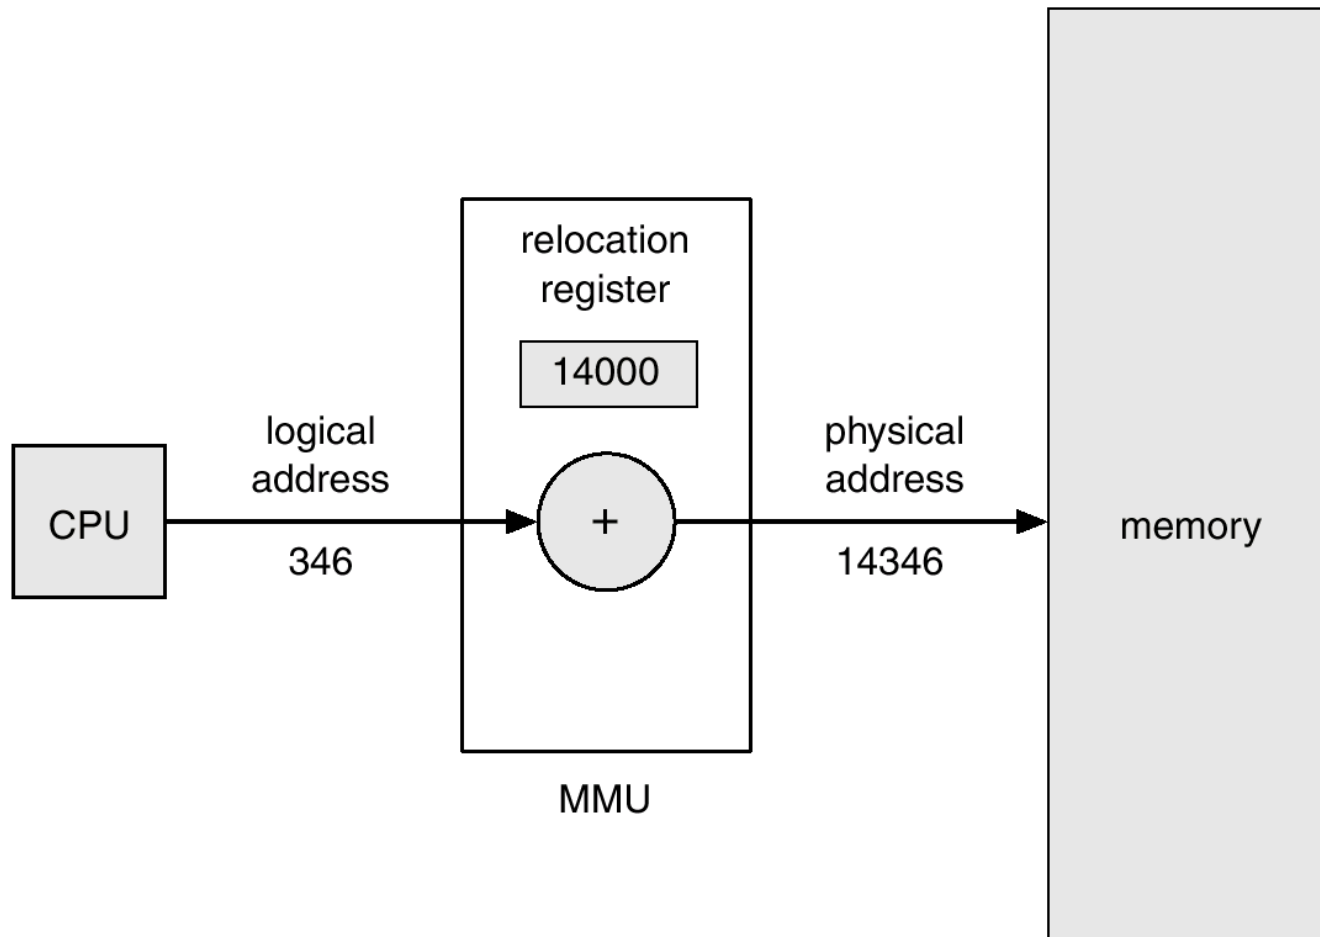 relocation
register
14000
logical
address
physical
address
CPU
+
memory
346
14346
MMU